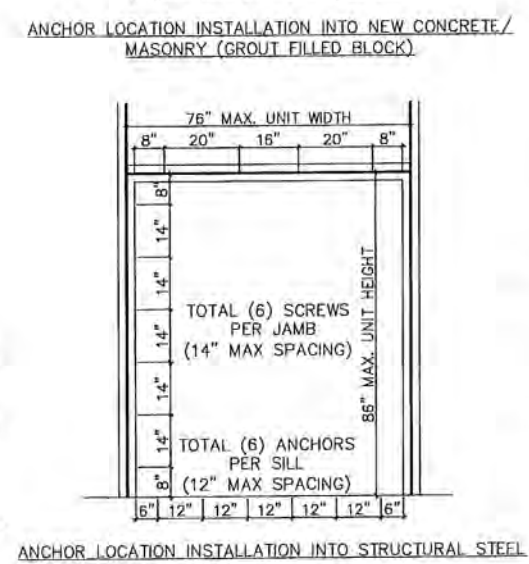 ANCHOR LOCATION INSTALLATION INTO NEW CONCRETE/
MASONRY (GROUT FILLED BLOCK)
76" MAX. UNIT WIDTH
8" 20" 16" 20" 8"
8"
14"
14"
14"
14"
14"
8"
86" MAX. UNIT HEIGHT
TOTAL (6) SCREWS
PER JAMB
(14" MAX SPACING)
TOTAL (6) ANCHORS
PER SILL
(12" MAX SPACING)
6" 12" 12" 12" 12" 12" 6"
ANCHOR LOCATION INSTALLATION INTO STRUCTURAL STEEL